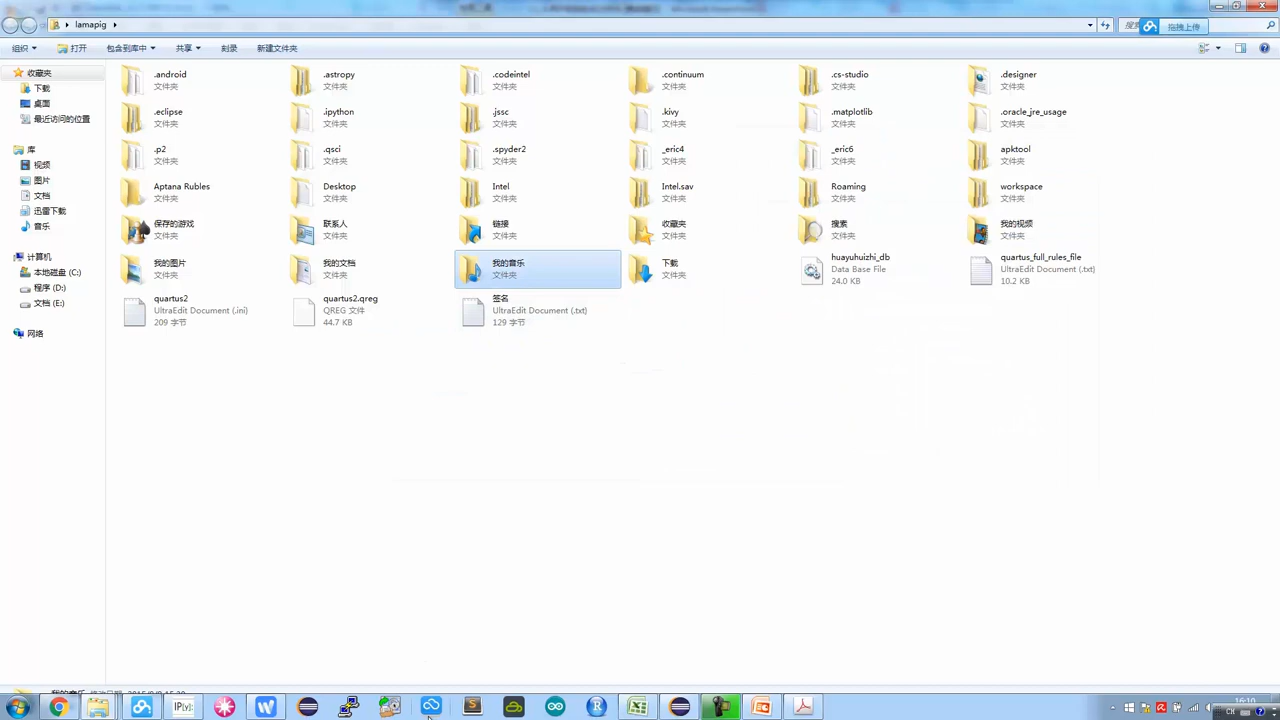 lamapig
搜索
拖拽上传
组织
打开
包含到库中
共享
刻录
新建文件夹
收藏夹
下载
桌面
最近访问的位置
库
视频
图片
文档
迅雷下载
音乐
计算机
本地磁盘 (C:)
程序 (D:)
文档 (E:)
网络
.android
文件夹
.astropy
文件夹
.codeintel
文件夹
.continuum
文件夹
.cs-studio
文件夹
.designer
文件夹
.eclipse
文件夹
.ipython
文件夹
.jssc
文件夹
.kivy
文件夹
.matplotlib
文件夹
.oracle_jre_usage
文件夹
.p2
文件夹
.qsci
文件夹
.spyder2
文件夹
_eric4
文件夹
_eric6
文件夹
apktool
文件夹
Aptana Rubles
文件夹
Desktop
文件夹
Intel
文件夹
Intel.sav
文件夹
Roaming
文件夹
workspace
文件夹
保存的游戏
文件夹
联系人
文件夹
链接
文件夹
收藏夹
文件夹
搜索
文件夹
我的视频
文件夹
我的图片
文件夹
我的文档
文件夹
我的音乐
文件夹
下载
文件夹
huayuhuizhi_db
Data Base File
24.0 KB
quartus_full_rules_file
UltraEdit Document (.txt)
10.2 KB
quartus2
UltraEdit Document (.ini)
209 字节
quartus2.qreg
QREG 文件
44.7 KB
签名
UltraEdit Document (.txt)
129 字节
IP[y]:
CH
16:10